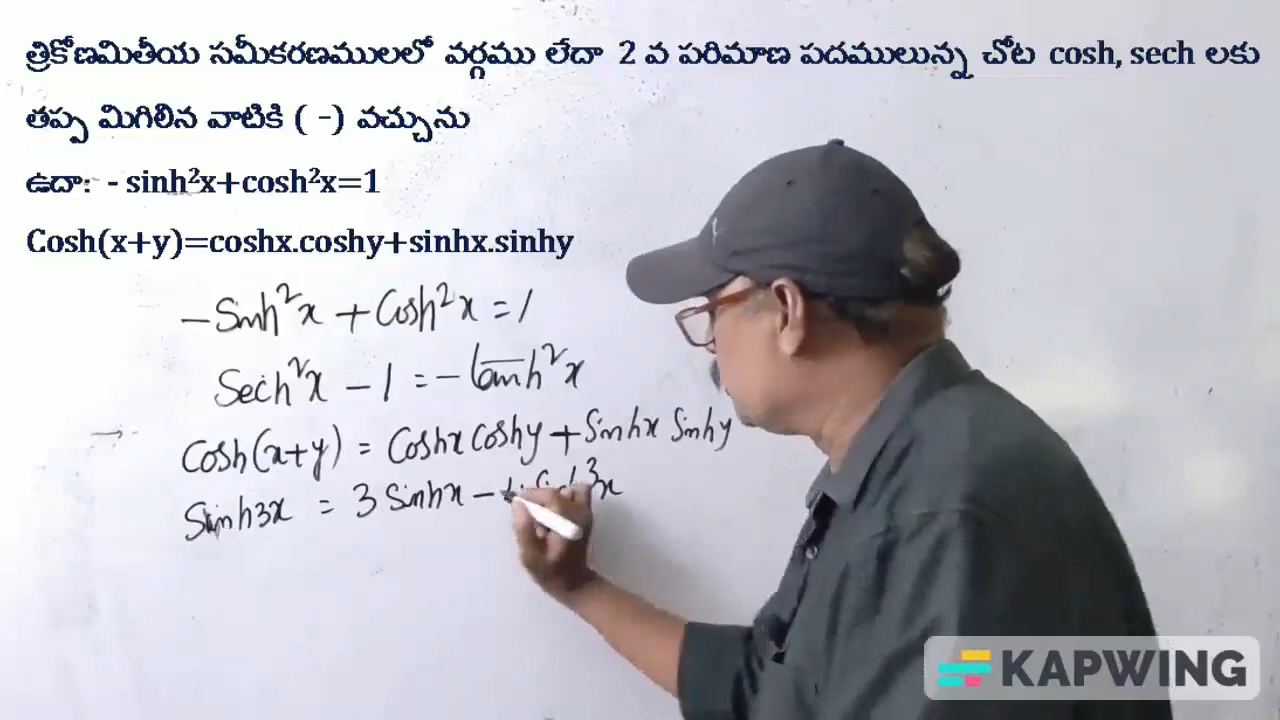 త్రికోణమితీయ సమీకరణములలో వర్గము లేదా 2 వ పరిమాణ పదములున్న చోట cosh, sech లకు
తప్ప మిగిలిన వాటికి ( -) వచ్చును
ఉదా: - sinh²x+cosh²x=1
Cosh(x+y)=coshx.coshy+sinhx.sinhy
- Sinh²x + Cosh²x = 1
Sech²x - 1 = - tanh²x
Cosh(x+y) = Coshx coshy + Sinhx Sinhy
Sinh3x = 3 Sinhx -
KAPWING